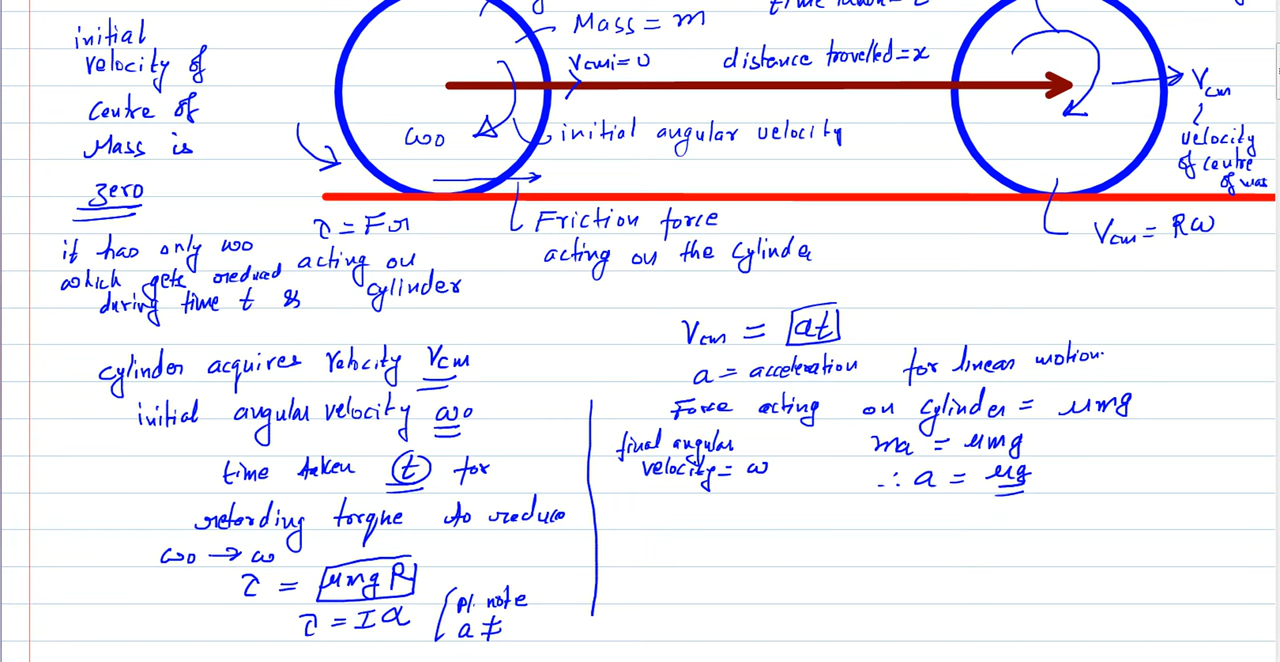 Mass = m
initial
velocity of
centre of
Mass is
zero
Vcmi = 0
distance travelled = x
ω0
initial angular velocity
Vcm
velocity
of centre
of mas
τ = Fr
acting on
cylinder
Friction force
acting on the cylinder
Vcm = Rω
it has only ω0
which gets reduced
during time t &
cylinder acquires velocity Vcm
initial angular velocity ω0
time taken t for
retarding torque to reduce
ω0 → ω
τ = μmg R
τ = I α
Pl. note
a ≠
Vcm = at
a = acceleration for linear motion.
Force acting on cylinder = μmg
final angular
velocity = ω
ma = μmg
∴ a = μg